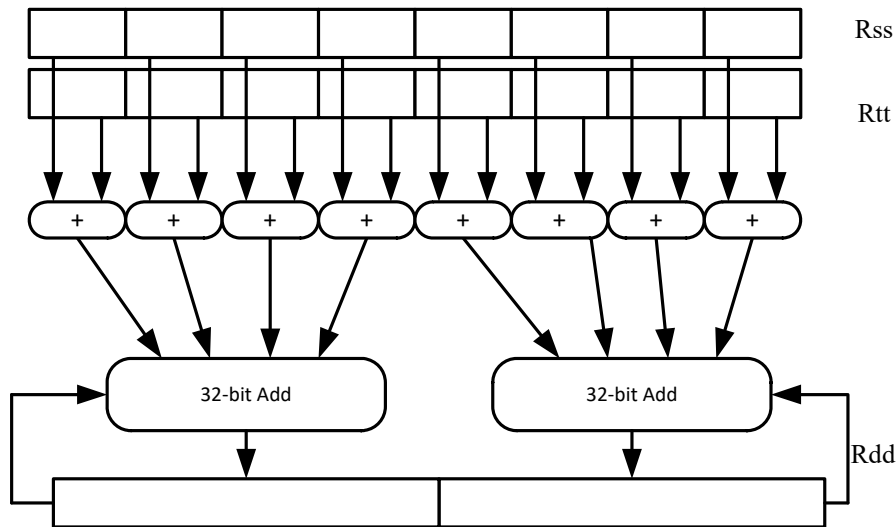 Rss
Rtt
+ + + + + + + +
32-bit Add 32-bit Add
Rdd